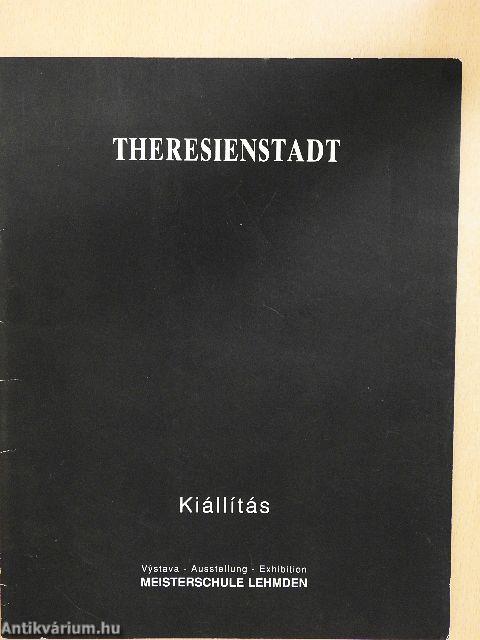 THERESIENSTADT
Kiállítás
Výstava - Ausstellung - Exhibition
MEISTERSCHULE LEHMDEN
Antikvárium.hu